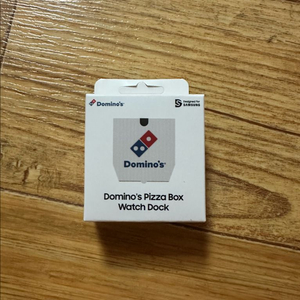 Domino's
Designed for
SAMSUNG
Domino's
Domino's Pizza Box
Watch Dock